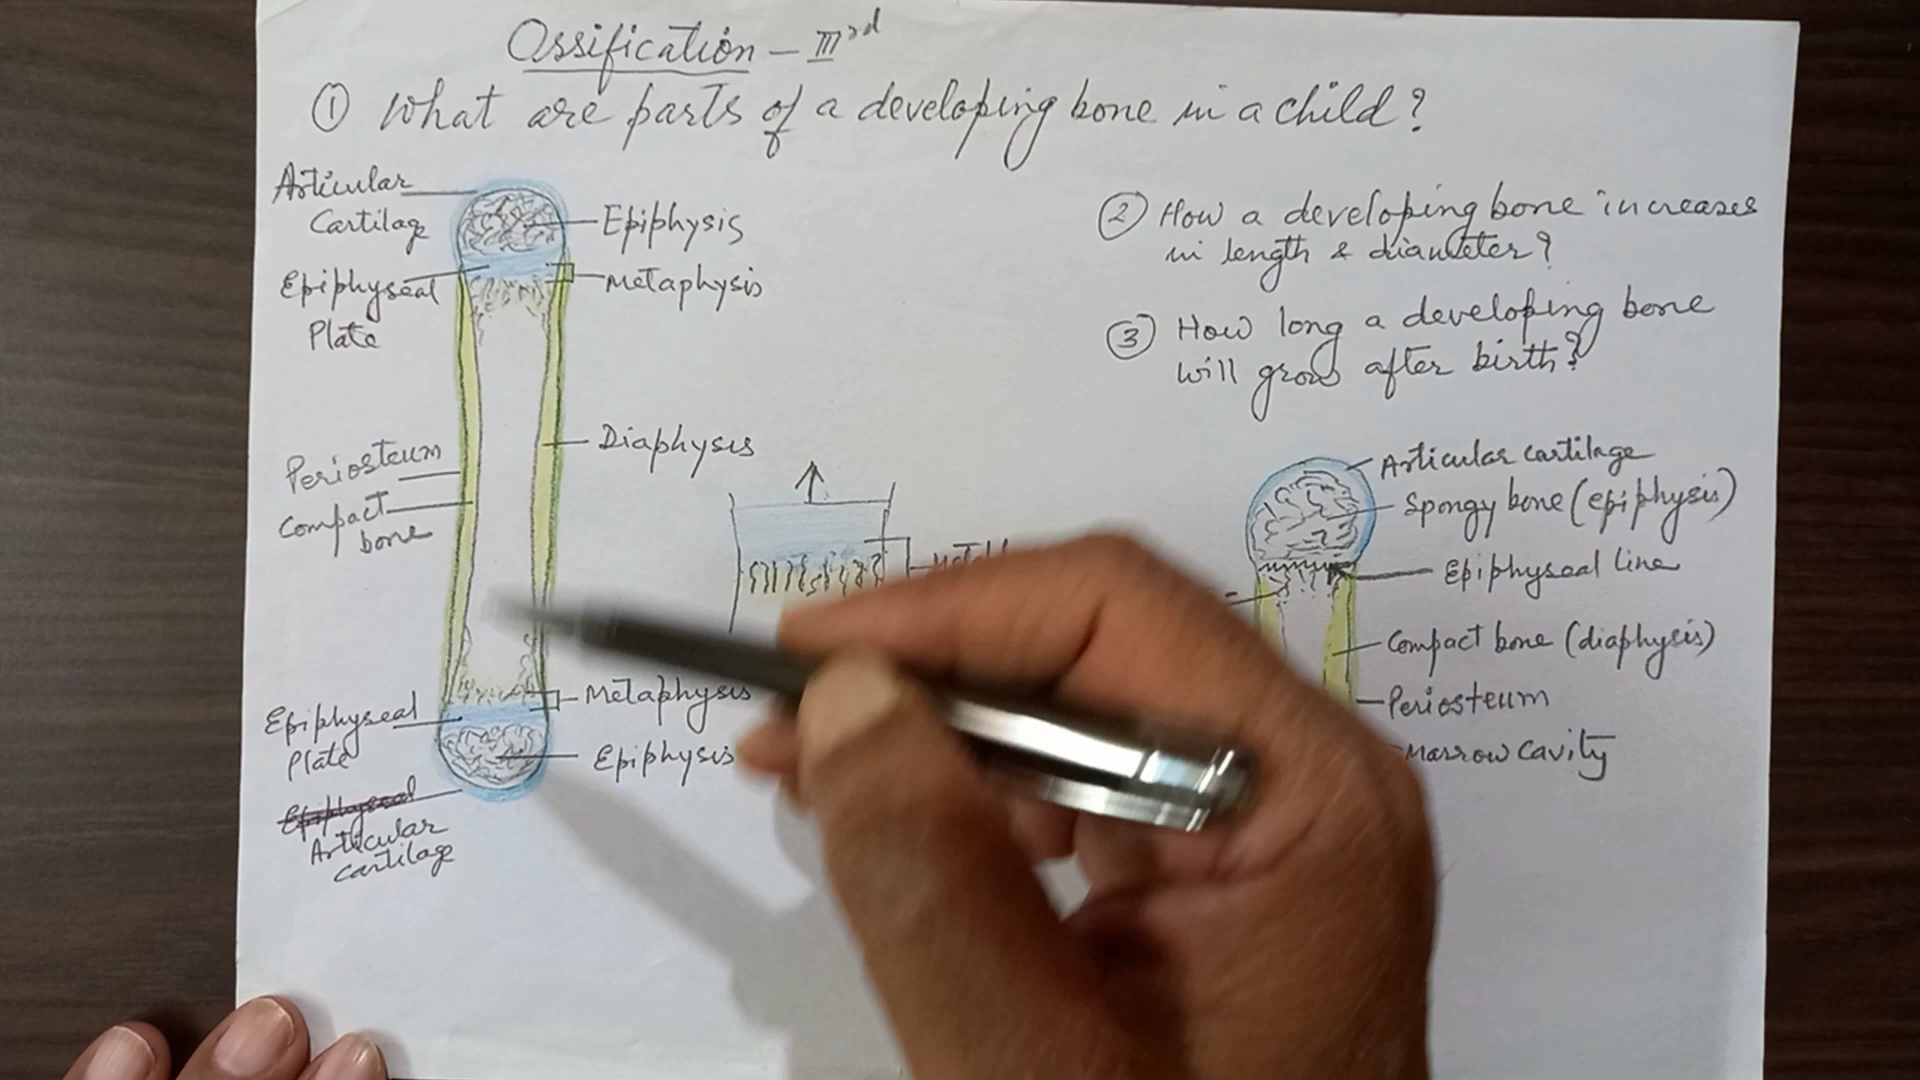 Ossification – IIIrd
① What are parts of a developing bone in a child?
Articular
Cartilage
Epiphysis
Epiphyseal
Plate
Metaphysis
Periosteum
Compact
bone
Diaphysis
Epiphyseal
Plate
Metaphysis
Epiphysis
Epiphyseal
Articular
cartilage
② How a developing bone increases
in length & diameter?
③ How long a developing bone
will grow after birth?
Articular cartilage
Spongy bone (epiphysis)
Epiphyseal line
Compact bone (diaphysis)
Periosteum
Marrow cavity